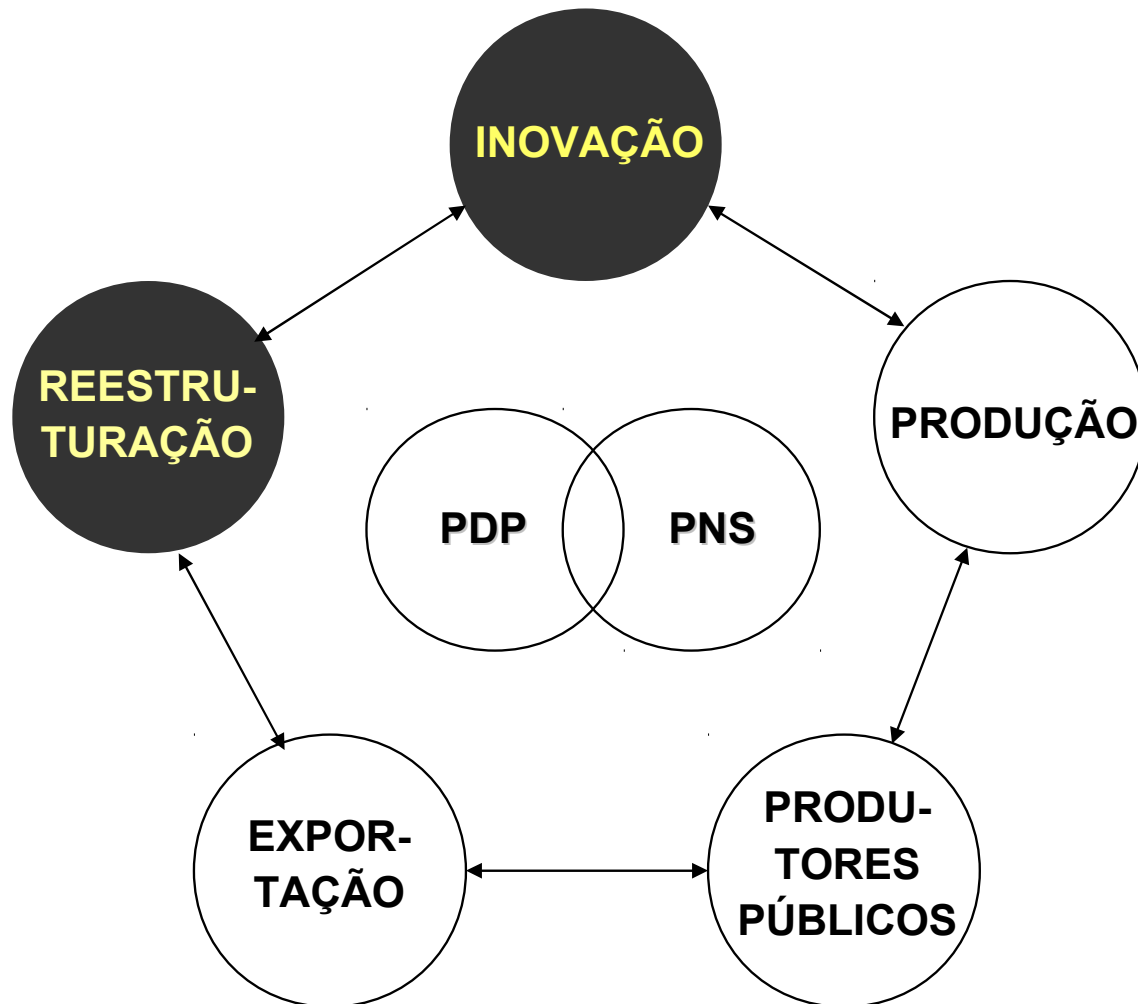 INOVAÇÃO
REESTRU-
TURAÇÃO
PRODUÇÃO
PDP
PNS
EXPOR-
TAÇÃO
PRODU-
TORES
PÚBLICOS